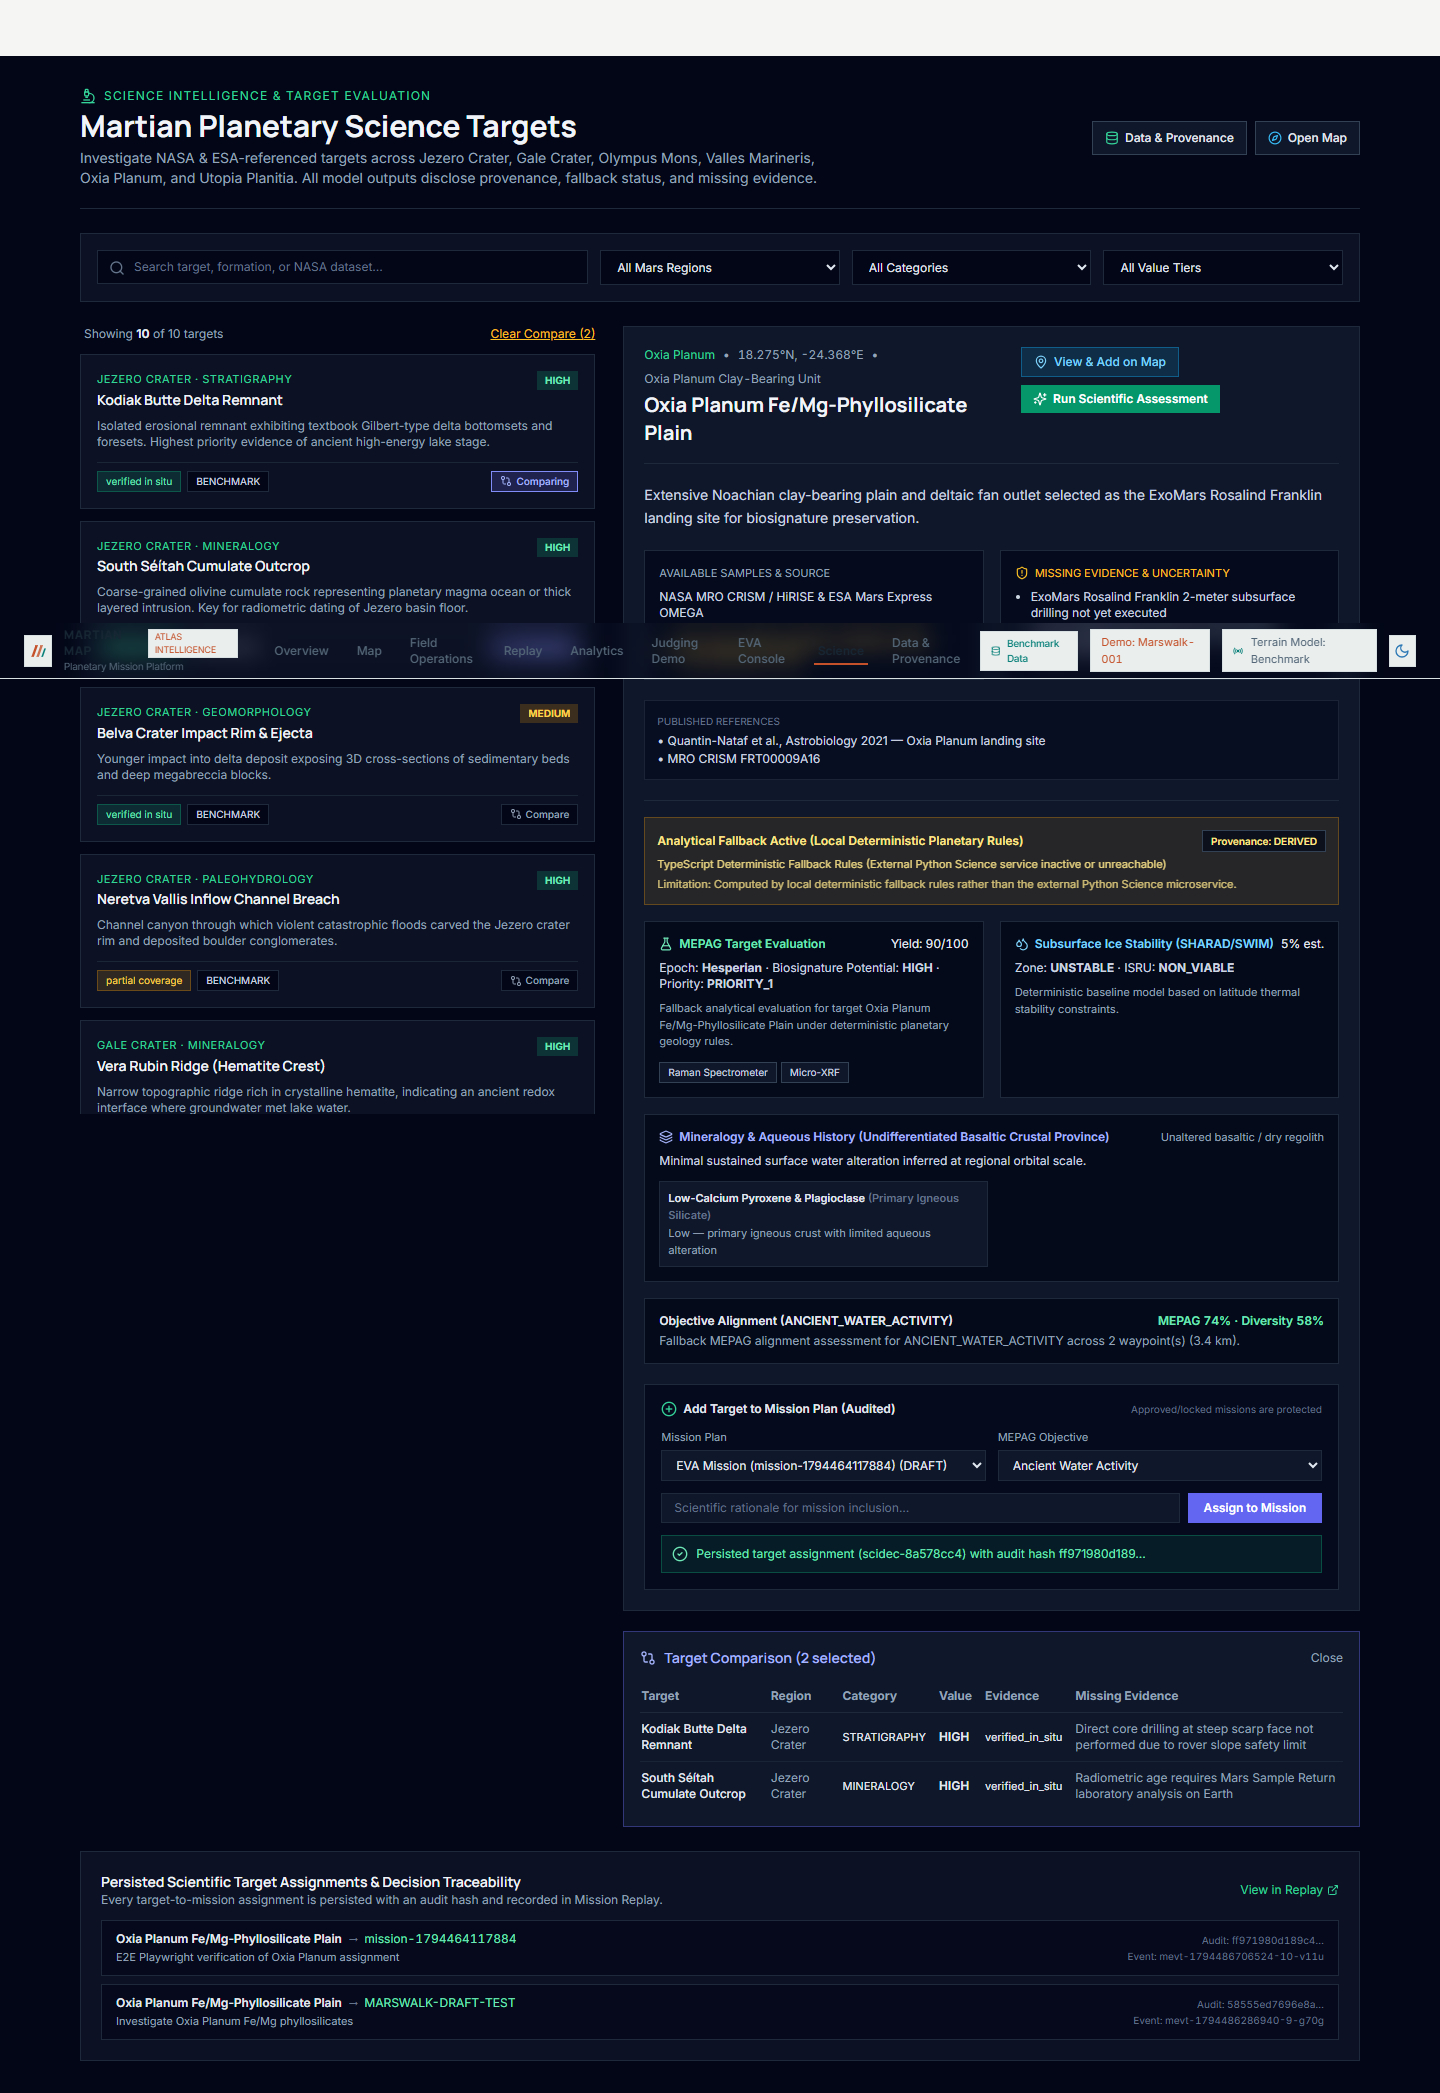 SCIENCE INTELLIGENCE & TARGET EVALUATION
Martian Planetary Science Targets
Investigate NASA & ESA-referenced targets across Jezero Crater, Gale Crater, Olympus Mons, Valles Marineris,
Oxia Planum, and Utopia Planitia. All model outputs disclose provenance, fallback status, and missing evidence.
Data & Provenance
Open Map
Search target, formation, or NASA dataset...
All Mars Regions
All Categories
All Value Tiers
Showing 10 of 10 targets
Clear Compare (2)
JEZERO CRATER · STRATIGRAPHY
HIGH
Kodiak Butte Delta Remnant
Isolated erosional remnant exhibiting textbook Gilbert-type delta bottomsets and
foresets. Highest priority evidence of ancient high-energy lake stage.
verified in situ
BENCHMARK
Comparing
JEZERO CRATER · MINERALOGY
HIGH
South Séítah Cumulate Outcrop
Coarse-grained olivine cumulate rock representing planetary magma ocean or thick
layered intrusion. Key for radiometric dating of Jezero basin floor.
Oxia Planum • 18.275°N, -24.368°E •
Oxia Planum Clay-Bearing Unit
Oxia Planum Fe/Mg-Phyllosilicate
Plain
View & Add on Map
Run Scientific Assessment
Extensive Noachian clay-bearing plain and deltaic fan outlet selected as the ExoMars Rosalind Franklin
landing site for biosignature preservation.
AVAILABLE SAMPLES & SOURCE
NASA MRO CRISM / HiRISE & ESA Mars Express
OMEGA
MISSING EVIDENCE & UNCERTAINTY
• ExoMars Rosalind Franklin 2-meter subsurface
drilling not yet executed
MARTIAN
MAP
Planetary Mission Platform
ATLAS
INTELLIGENCE
Overview
Map
Field
Operations
Replay
Analytics
Judging
Demo
EVA
Console
Science
Data &
Provenance
Benchmark
Data
Demo: Marswalk-
001
Terrain Model:
Benchmark
JEZERO CRATER · GEOMORPHOLOGY
MEDIUM
Belva Crater Impact Rim & Ejecta
Younger impact into delta deposit exposing 3D cross-sections of sedimentary beds
and deep megabreccia blocks.
verified in situ
BENCHMARK
Compare
JEZERO CRATER · PALEOHYDROLOGY
HIGH
Neretva Vallis Inflow Channel Breach
Channel canyon through which violent catastrophic floods carved the Jezero crater
rim and deposited boulder conglomerates.
partial coverage
BENCHMARK
Compare
GALE CRATER · MINERALOGY
HIGH
Vera Rubin Ridge (Hematite Crest)
Narrow topographic ridge rich in crystalline hematite, indicating an ancient redox
interface where groundwater met lake water.
PUBLISHED REFERENCES
• Quantin-Nataf et al., Astrobiology 2021 — Oxia Planum landing site
• MRO CRISM FRT00009A16
Analytical Fallback Active (Local Deterministic Planetary Rules)
Provenance: DERIVED
TypeScript Deterministic Fallback Rules (External Python Science service inactive or unreachable)
Limitation: Computed by local deterministic fallback rules rather than the external Python Science microservice.
MEPAG Target Evaluation
Yield: 90/100
Epoch: Hesperian · Biosignature Potential: HIGH ·
Priority: PRIORITY_1
Fallback analytical evaluation for target Oxia Planum
Fe/Mg-Phyllosilicate Plain under deterministic planetary
geology rules.
Raman Spectrometer
Micro-XRF
Subsurface Ice Stability (SHARAD/SWIM)
5% est.
Zone: UNSTABLE · ISRU: NON_VIABLE
Deterministic baseline model based on latitude thermal
stability constraints.
Mineralogy & Aqueous History (Undifferentiated Basaltic Crustal Province)
Unaltered basaltic / dry regolith
Minimal sustained surface water alteration inferred at regional orbital scale.
Low-Calcium Pyroxene & Plagioclase (Primary Igneous
Silicate)
Low — primary igneous crust with limited aqueous
alteration
Objective Alignment (ANCIENT_WATER_ACTIVITY)
MEPAG 74% · Diversity 58%
Fallback MEPAG alignment assessment for ANCIENT_WATER_ACTIVITY across 2 waypoint(s) (3.4 km).
Add Target to Mission Plan (Audited)
Approved/locked missions are protected
Mission Plan
MEPAG Objective
EVA Mission (mission-1794464117884) (DRAFT)
Ancient Water Activity
Scientific rationale for mission inclusion...
Assign to Mission
Persisted target assignment (scidec-8a578cc4) with audit hash ff971980d189...
Target Comparison (2 selected)
Close
Target Region Category Value Evidence Missing Evidence
Kodiak Butte Delta
Remnant
Jezero
Crater
STRATIGRAPHY
HIGH
verified_in_situ
Direct core drilling at steep scarp face not
performed due to rover slope safety limit
South Séítah
Cumulate Outcrop
Jezero
Crater
MINERALOGY
HIGH
verified_in_situ
Radiometric age requires Mars Sample Return
laboratory analysis on Earth
Persisted Scientific Target Assignments & Decision Traceability
Every target-to-mission assignment is persisted with an audit hash and recorded in Mission Replay.
View in Replay
Oxia Planum Fe/Mg-Phyllosilicate Plain → mission-1794464117884
E2E Playwright verification of Oxia Planum assignment
Audit: ff971980d189c4...
Event: mevt-1794486706524-10-v11u
Oxia Planum Fe/Mg-Phyllosilicate Plain → MARSWALK-DRAFT-TEST
Investigate Oxia Planum Fe/Mg phyllosilicates
Audit: 58555ed7696e8a...
Event: mevt-1794486286940-9-g70g